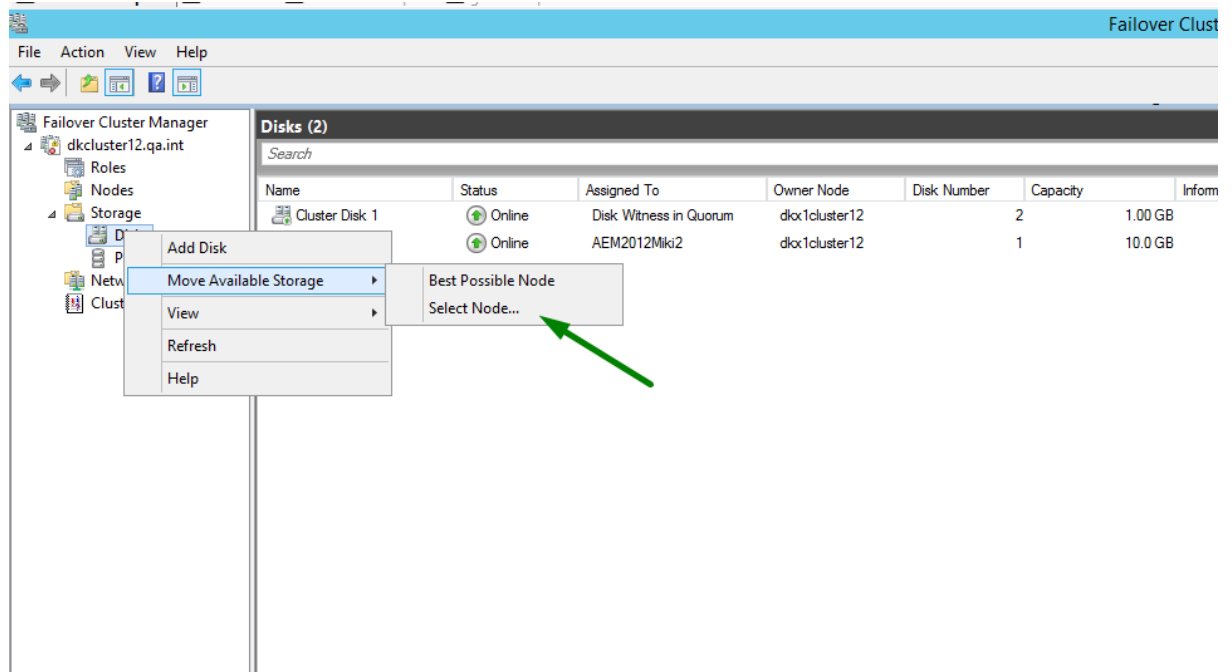 Failover Clust
File Action View Help
Failover Cluster Manager
dkcluster12.qa.int
Roles
Nodes
Storage
Dis
P
Netw
Clust
Disks (2)
Search
Name Status Assigned To Owner Node Disk Number Capacity Inform
Cluster Disk 1 Online Disk Witness in Quorum dkx1cluster12 2 1.00 GB
Online AEM2012Miki2 dkx1cluster12 1 10.0 GB
Add Disk
Move Available Storage
View
Refresh
Help
Best Possible Node
Select Node...